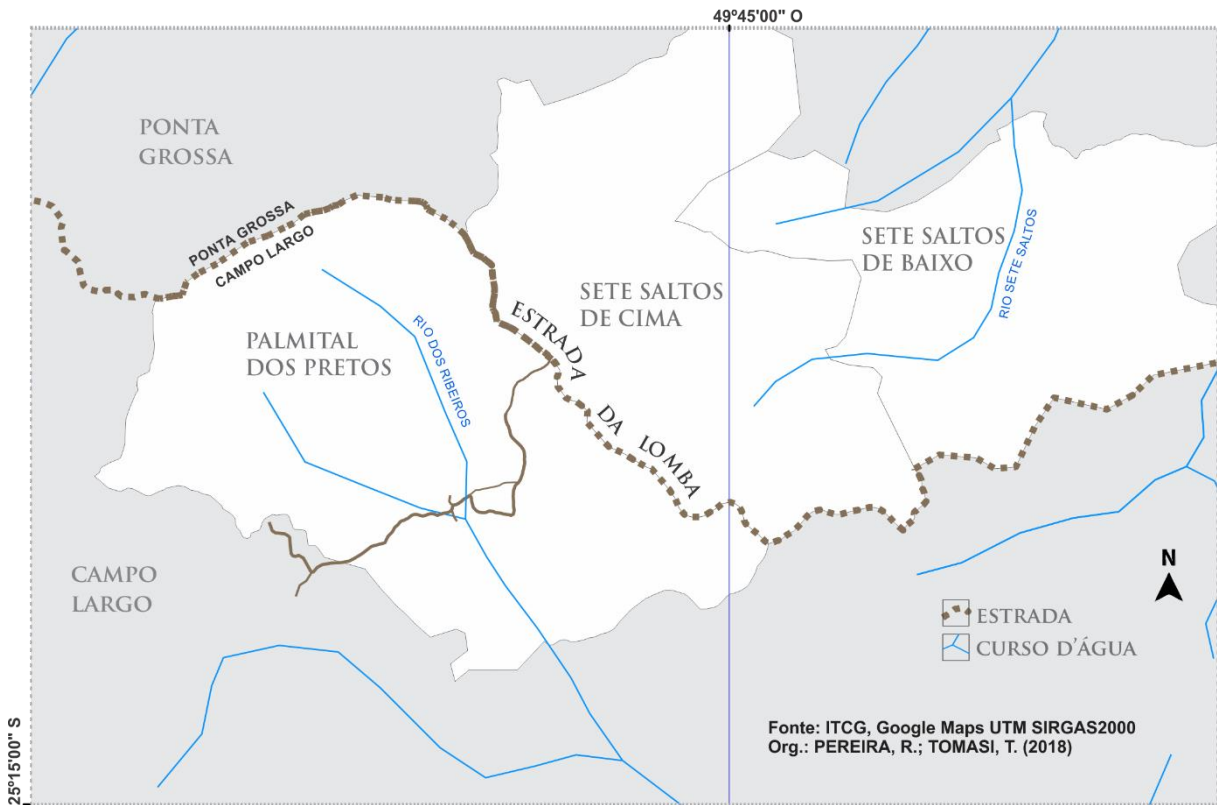 49º45'00" O
PONTA
GROSSA
PONTA GROSSA
CAMPO LARGO
SETE SALTOS
DE BAIXO
RIO SETE SALTOS
SETE SALTOS
DE CIMA
ESTRADA DA LOMBA
PALMITAL
DOS PRETOS
RIO DOS RIBEIROS
CAMPO
LARGO
N
ESTRADA
CURSO D'ÁGUA
Fonte: ITCG, Google Maps UTM SIRGAS2000
Org.: PEREIRA, R.; TOMASI, T. (2018)
25º15'00" S